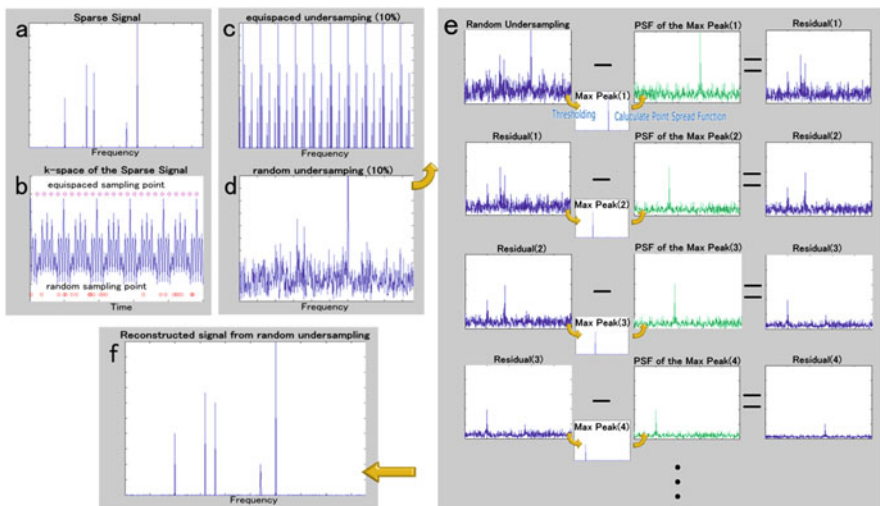 a
Sparse Signal
Frequency
b
k-space of the Sparse Signal
equispaced sampling point
random sampling point
Time
c
equispaced undersamping (10%)
Frequency
d
random undersamping (10%)
Frequency
e
Random Undersampling
PSF of the Max Peak(1)
Residual(1)
Max Peak(1)
Thresholding
Caluculate Point Spread Function
Residual(1)
PSF of the Max Peak(2)
Residual(2)
Max Peak(2)
Residual(2)
PSF of the Max Peak(3)
Residual(3)
Max Peak(3)
Residual(3)
PSF of the Max Peak(4)
Residual(4)
Max Peak(4)
f
Reconstructed signal from random undersampling
Frequency